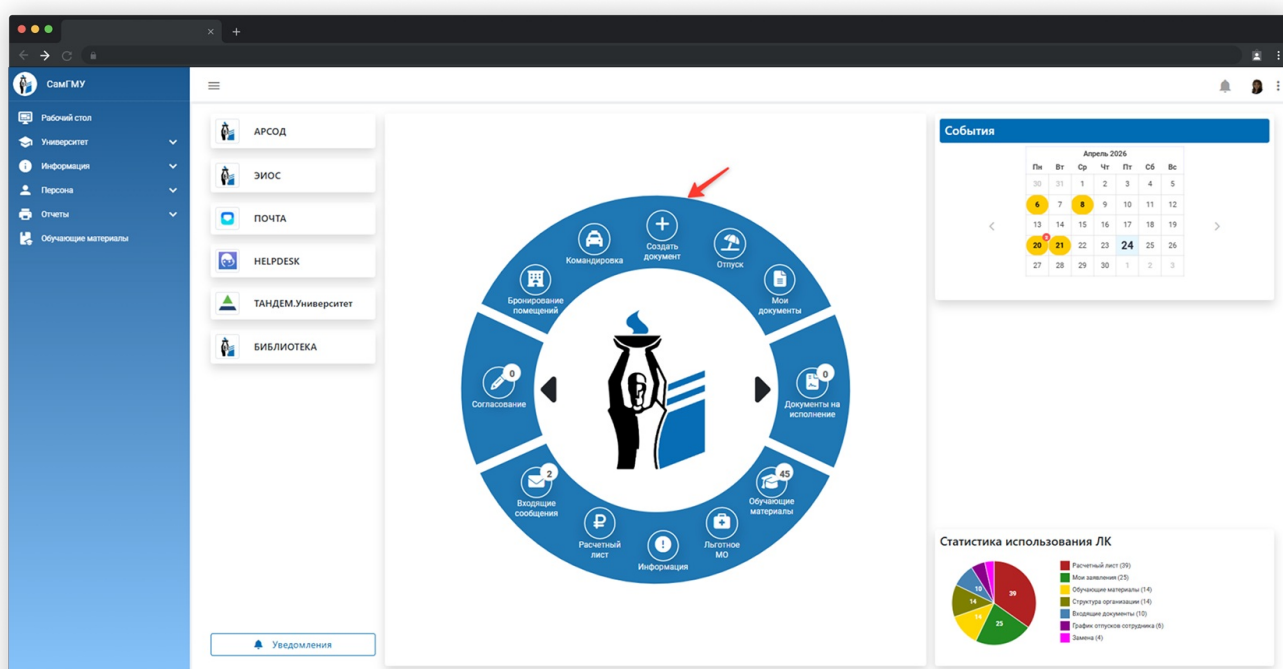 СамГМУ
Рабочий стол
Университет
Информация
Персона
Отчеты
Обучающие материалы
АРСОД
ЭИОС
ПОЧТА
HELPDESK
ТАНДЕМ.Университет
БИБЛИОТЕКА
Уведомления
Создать
документ
Командировка
Отпуск
Бронирование
помещений
Мои
документы
0
Согласование
0
Документы на
исполнение
2
Входящие
сообщения
45
Обучающие
материалы
Расчетный
лист
Льготное
МО
Информация
События
Апрель 2026
Пн Вт Ср Чт Пт Сб Вс
30 31 1 2 3 4 5
6 7 8 9 10 11 12
13 14 15 16 17 18 19
20 21 22 23 24 25 26
27 28 29 30 1 2 3
Статистика использования ЛК
39
25
14
14
10
Расчетный лист (39)
Мои заявления (25)
Обучающие материалы (14)
Структура организации (14)
Входящие документы (10)
График отпусков сотрудника (6)
Замена (4)